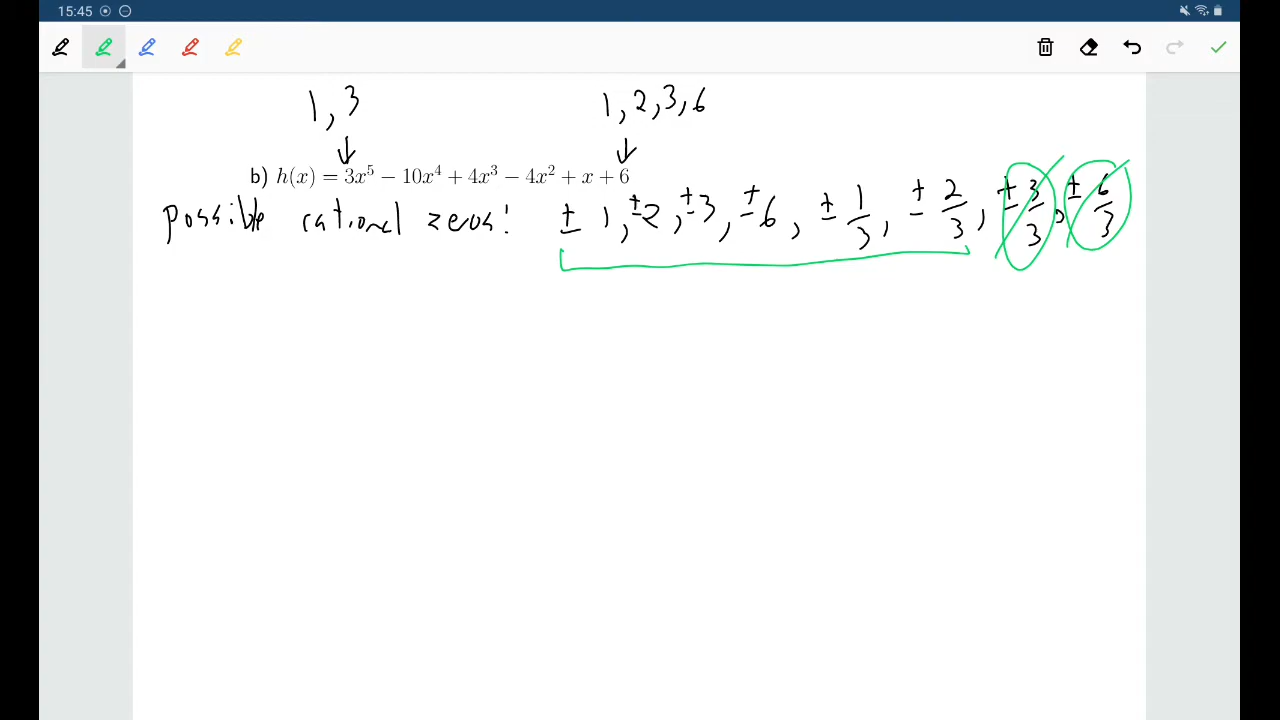 15:45
1, 3 1, 2, 3, 6
b) h(x) = 3x⁵ − 10x⁴ + 4x³ − 4x² + x + 6
possible rational zeros: ± 1, ±2, ±3, ±6, ± 1/3, ± 2/3, ± 3/3, ± 6/3